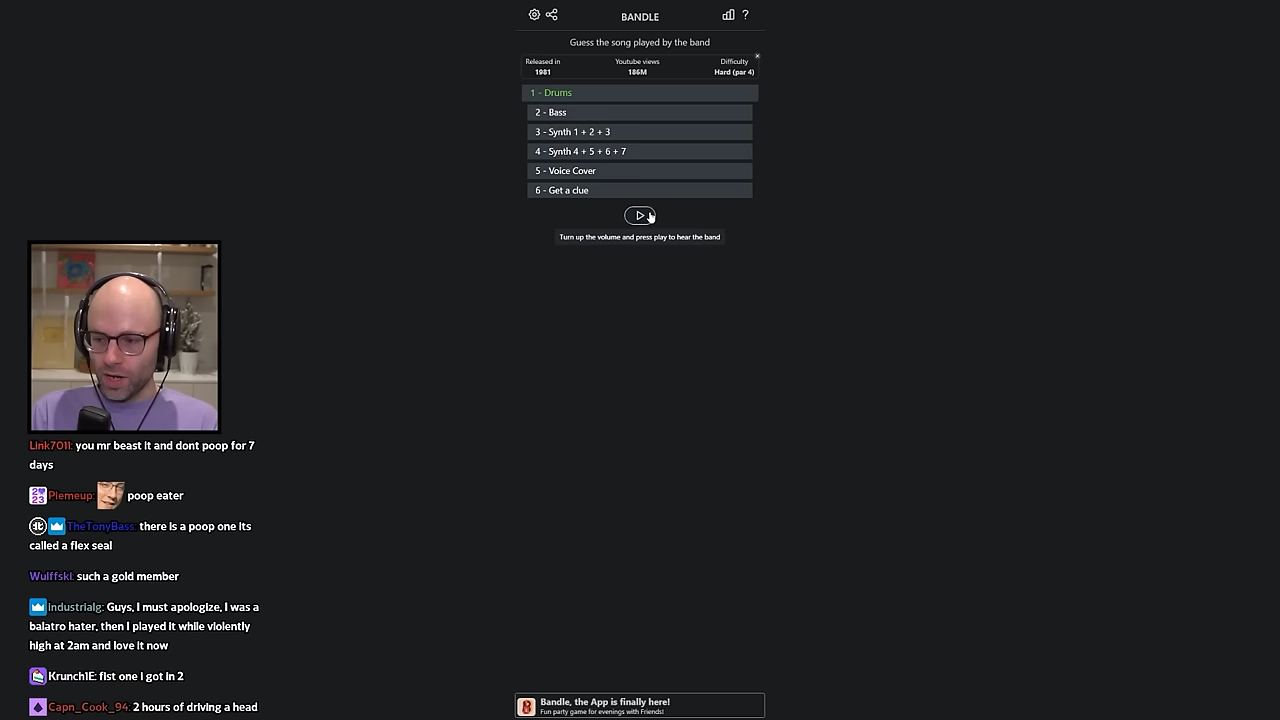 BANDLE
?
Guess the song played by the band
Released in
1981
Youtube views
186M
Difficulty
Hard (par 4)
1 - Drums
2 - Bass
3 - Synth 1 + 2 + 3
4 - Synth 4 + 5 + 6 + 7
5 - Voice Cover
6 - Get a clue
Turn up the volume and press play to hear the band
Link7011: you mr beast it and dont poop for 7
days
Plemeup: poop eater
TheTonyBass: there is a poop one its
called a flex seal
Wulffski: such a gold member
Industrialg: Guys, I must apologize, I was a
balatro hater, then I played it while violently
high at 2am and love it now
Krunch1E: fist one I got in 2
Capn_Cook_94: 2 hours of driving a head
Bandle, the App is finally here!
Fun party game for evenings with Friends!